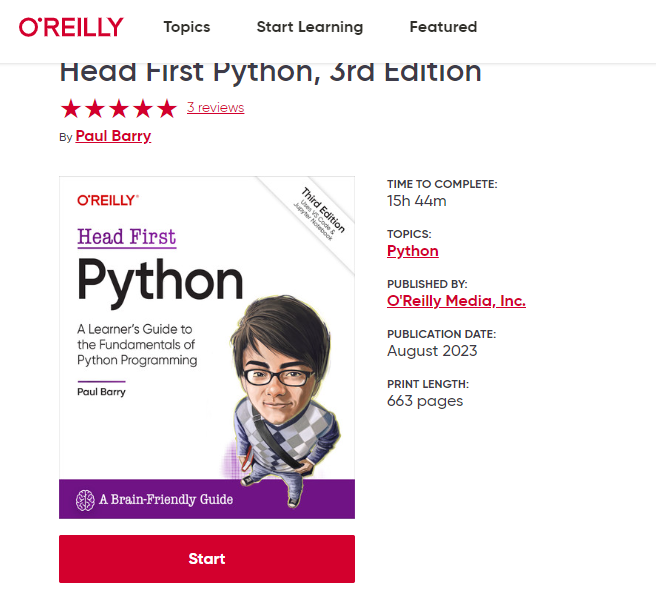 O'REILLY
Topics
Start Learning
Featured
Head First Python, 3rd Edition
3 reviews
By Paul Barry
O'REILLY®
Third Edition
Uses VS Code &
Jupyter Notebook
Head First
Python
A Learner's Guide to
the Fundamentals of
Python Programming
Paul Barry
A Brain-Friendly Guide
Start
TIME TO COMPLETE:
15h 44m
TOPICS:
Python
PUBLISHED BY:
O'Reilly Media, Inc.
PUBLICATION DATE:
August 2023
PRINT LENGTH:
663 pages